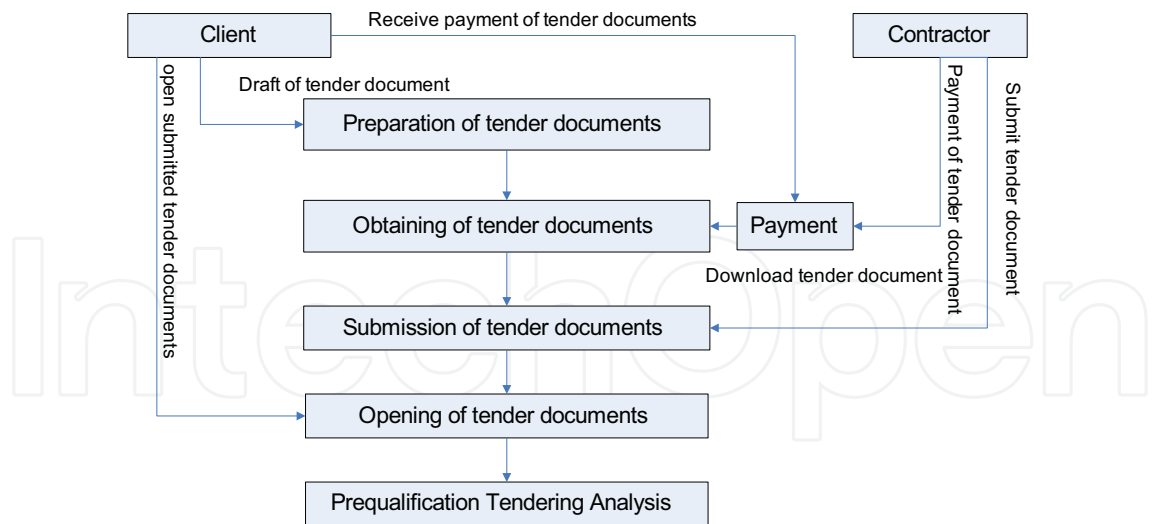 Receive payment of tender documents
Client
Contractor
open submitted tender documents
Draft of tender document
Payment of tender document
Submit tender document
Preparation of tender documents
Obtaining of tender documents
Payment
Download tender document
Submission of tender documents
Opening of tender documents
Prequalification Tendering Analysis
IntechOpen